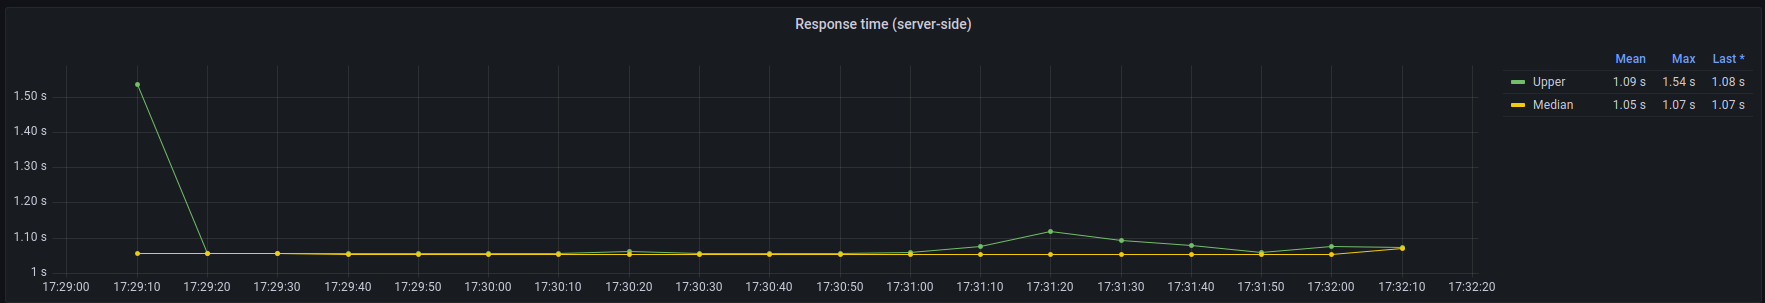 Response time (server-side)
Mean Max Last *
Upper 1.09 s 1.54 s 1.08 s
Median 1.05 s 1.07 s 1.07 s
1.50 s
1.40 s
1.30 s
1.20 s
1.10 s
1 s
17:29:00 17:29:10 17:29:20 17:29:30 17:29:40 17:29:50 17:30:00 17:30:10 17:30:20 17:30:30 17:30:40 17:30:50 17:31:00 17:31:10 17:31:20 17:31:30 17:31:40 17:31:50 17:32:00 17:32:10 17:32:20